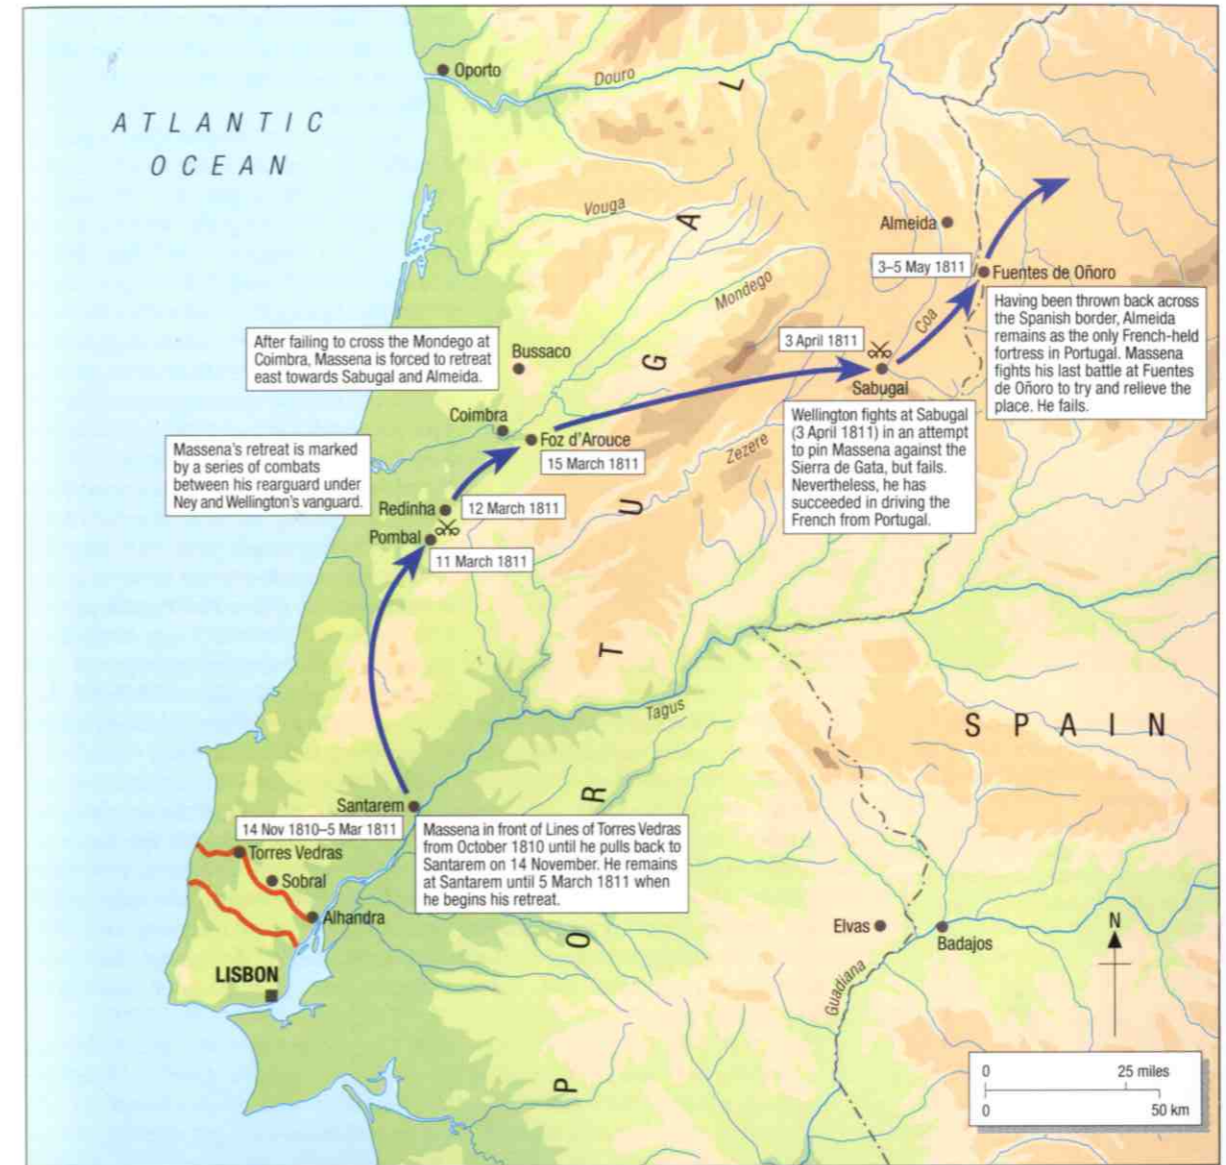 Oporto
Douro
ATLANTIC
OCEAN
Vouga
Almeida
3–5 May 1811
Fuentes de Oñoro
Mondego
Coa
Having been thrown back across
the Spanish border, Almeida
remains as the only French-held
fortress in Portugal. Massena
fights his last battle at Fuentes
de Oñoro to try and relieve the
place. He fails.
After failing to cross the Mondego at
Coimbra, Massena is forced to retreat
east towards Sabugal and Almeida.
Bussaco
3 April 1811
Sabugal
Coimbra
Foz d'Arouce
15 March 1811
Wellington fights at Sabugal
(3 April 1811) in an attempt
to pin Massena against the
Sierra de Gata, but fails.
Nevertheless, he has
succeeded in driving the
French from Portugal.
Massena's retreat is marked
by a series of combats
between his rearguard under
Ney and Wellington's vanguard.
Zezere
Redinha
12 March 1811
Pombal
11 March 1811
PORTUGAL
Tagus
SPAIN
Santarem
14 Nov 1810–5 Mar 1811
Massena in front of Lines of Torres Vedras
from October 1810 until he pulls back to
Santarem on 14 November. He remains
at Santarem until 5 March 1811 when
he begins his retreat.
Torres Vedras
Sobral
Alhandra
LISBON
Elvas
Badajos
Guadiana
N
0 25 miles
0 50 km